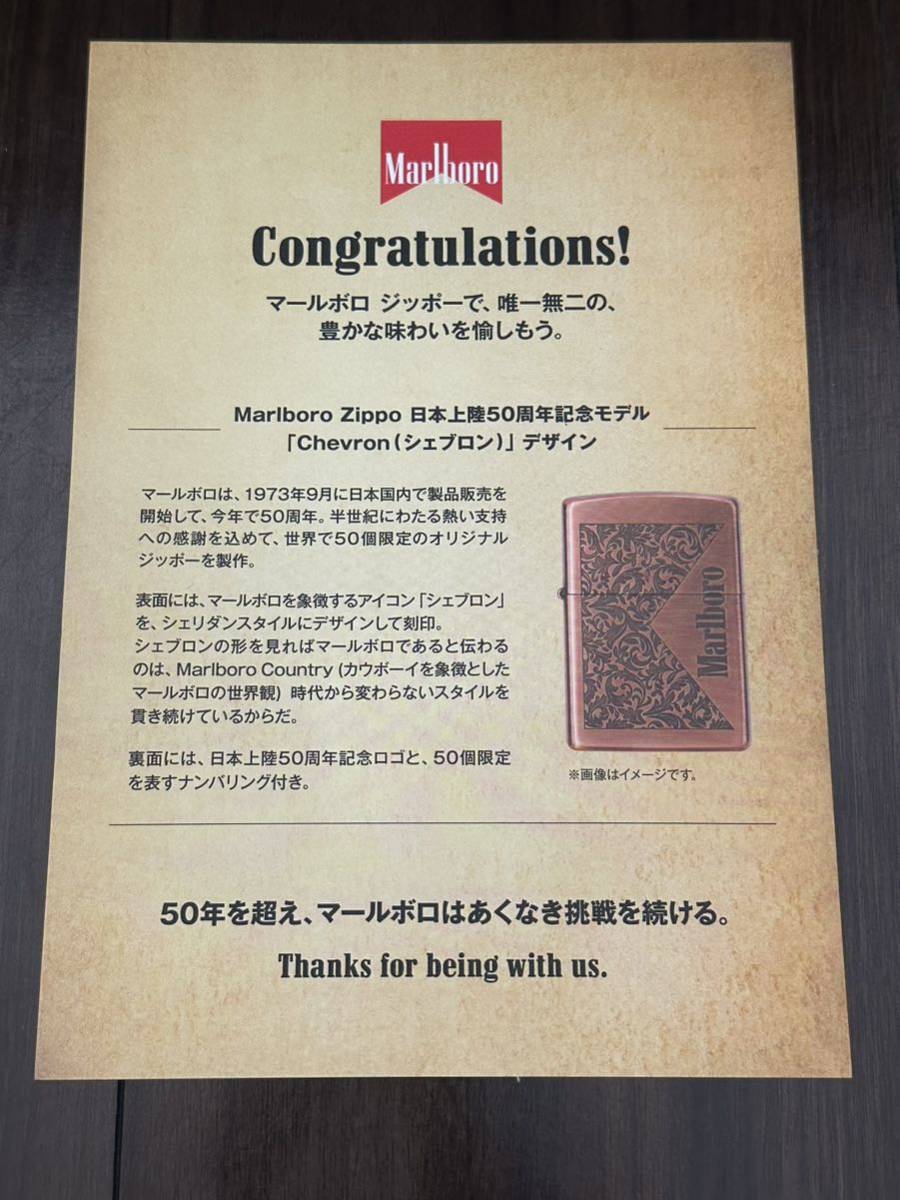 Marlboro
Congratulations!
マールボロ ジッポーで、唯一無二の、
豊かな味わいを愉しもう。
Marlboro Zippo 日本上陸50周年記念モデル
「Chevron(シェブロン)」デザイン
マールボロは、1973年9月に日本国内で製品販売を
開始して、今年で50周年。半世紀にわたる熱い支持
への感謝を込めて、世界で50個限定のオリジナル
ジッポーを製作。
表面には、マールボロを象徴するアイコン「シェブロン」
を、シェリダンスタイルにデザインして刻印。
シェブロンの形を見ればマールボロであると伝わる
のは、Marlboro Country (カウボーイを象徴とした
マールボロの世界観) 時代から変わらないスタイルを
貫き続けているからだ。
裏面には、日本上陸50周年記念ロゴと、50個限定
を表すナンバリング付き。
Marlboro
※画像はイメージです。
50年を超え、マールボロはあくなき挑戦を続ける。
Thanks for being with us.